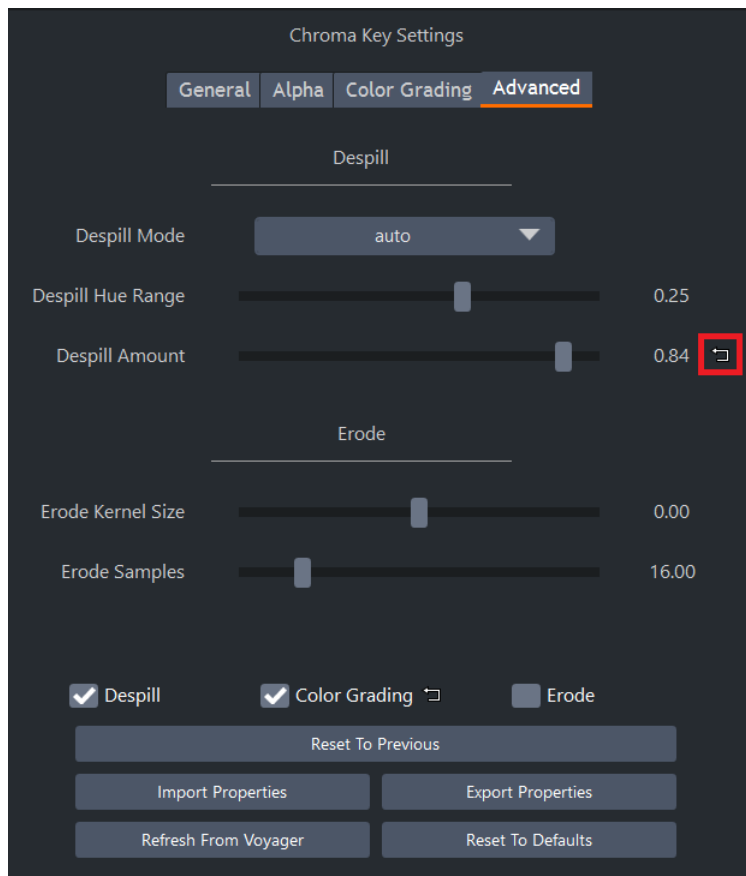 Chroma Key Settings
General Alpha Color Grading Advanced
Despill
Despill Mode auto
Despill Hue Range 0.25
Despill Amount 0.84
Erode
Erode Kernel Size 0.00
Erode Samples 16.00
Despill Color Grading Erode
Reset To Previous
Import Properties Export Properties
Refresh From Voyager Reset To Defaults